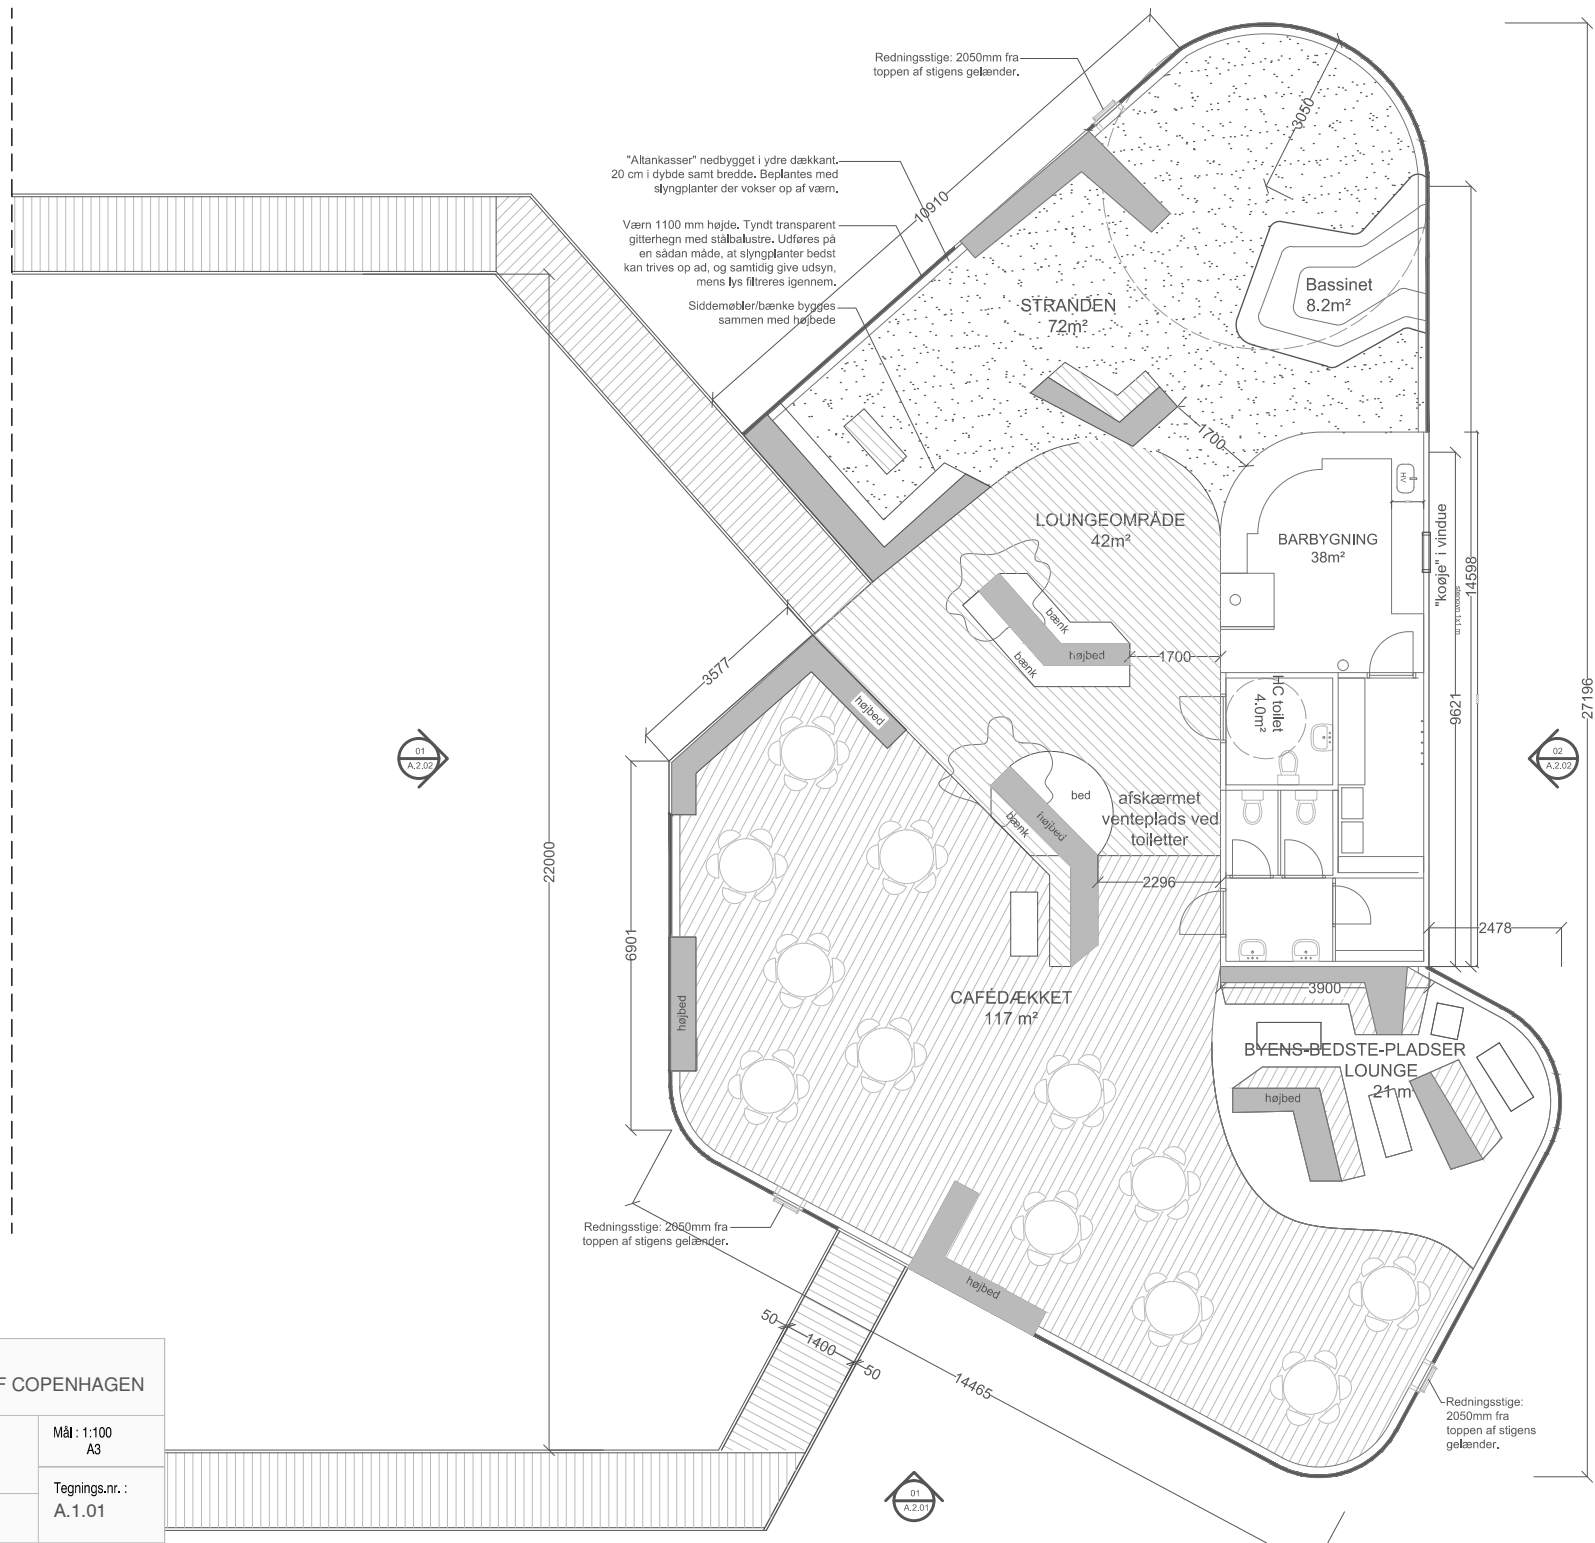 Redningsstige: 2050mm fra
toppen af stigens gelænder.
3050
"Altankasser" nedbygget i ydre dækkant.
20 cm i dybde samt bredde. Beplantes med
slyngplanter der vokser op af værn.
10910
Værn 1100 mm højde. Tyndt transparent
gitterhegn med stålbalustre. Udføres på
en sådan måde, at slyngplanter bedst
kan trives op ad, og samtidig give udsyn,
mens lys filtreres igennem.
Siddemøbler/bænke bygges
sammen med højbede
STRANDEN
72m²
Bassinet
8.2m²
1700
HV
LOUNGEOMRÅDE
42m²
BARBYGNING
38m²
"koøje" i vindue
14598
bænk
bænk
højbed
1700
3577
højbed
HC toilet
4.0m²
9621
27196
01
A.2.02
02
A.2.02
bed
højbed
bænk
afskærmet
venteplads ved
toiletter
22000
2296
6901
2478
højbed
CAFÉDÆKKET
117 m²
3900
BYENS-BEDSTE-PLADSER
LOUNGE
21 m²
højbed
Redningsstige: 2050mm fra
toppen af stigens gelænder.
højbed
50
1400
50
14465
Redningsstige:
2050mm fra
toppen af stigens
gelænder.
F COPENHAGEN
Mål : 1:100
A3
Tegnings.nr. :
A.1.01
01
A.2.01